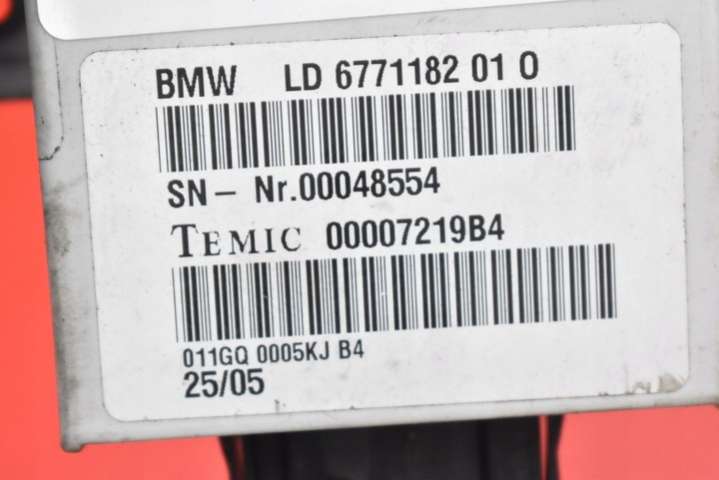 BMW LD 6771182 01 0
SN- Nr.00048554
TEMIC 00007219B4
011GQ 0005KJ B4
25/05